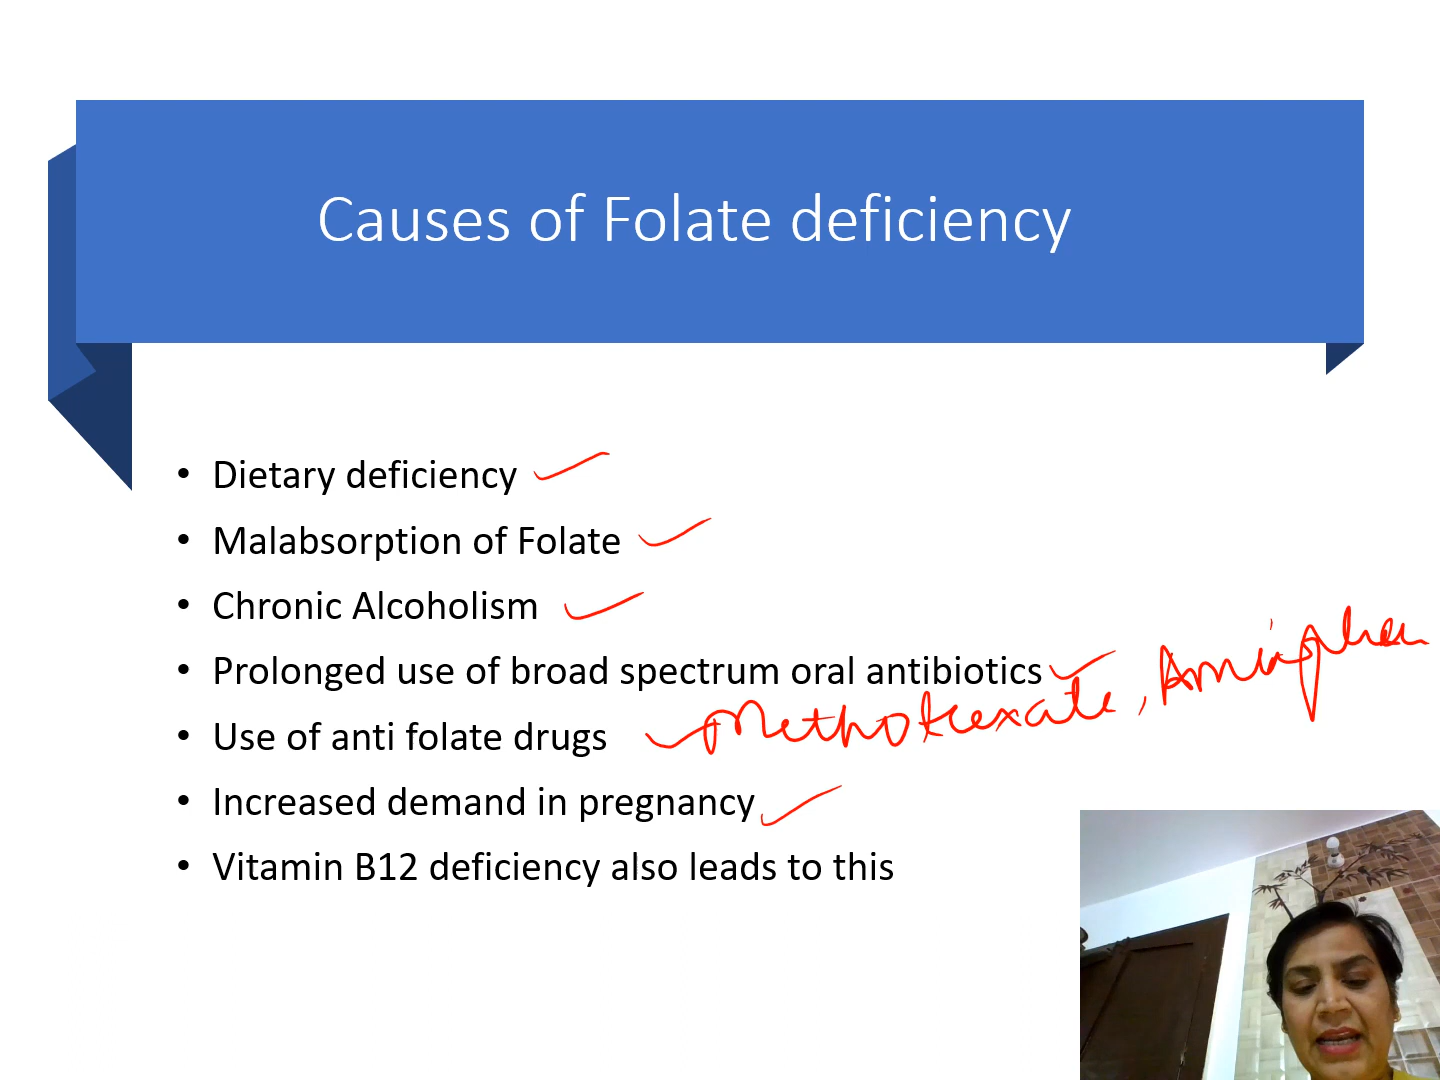 Causes of Folate deficiency
• Dietary deficiency
• Malabsorption of Folate
• Chronic Alcoholism
• Prolonged use of broad spectrum oral antibiotics
• Use of anti folate drugs Methotrexate,
• Increased demand in pregnancy
• Vitamin B12 deficiency also leads to this